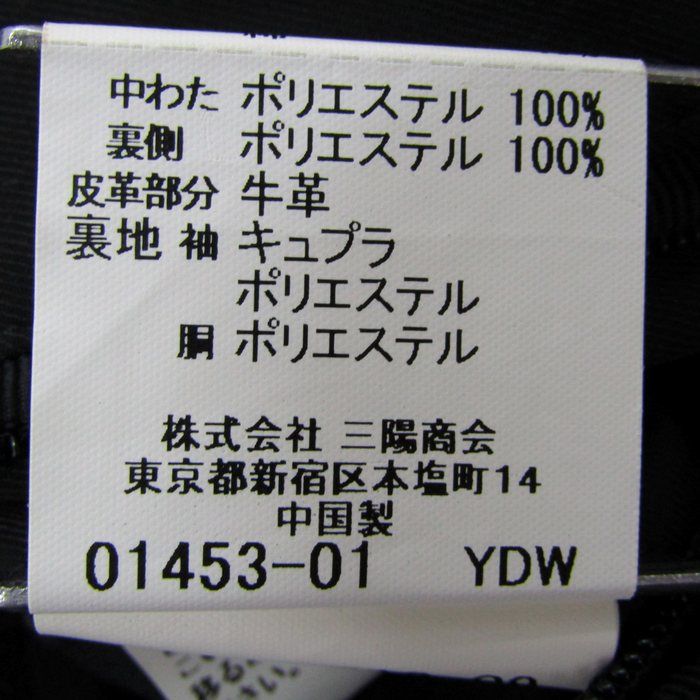 中わた ポリエステル 100%
裏側 ポリエステル 100%
皮革部分 牛革
裏地 袖 キュプラ
ポリエステル
胴 ポリエステル
株式会社 三陽商会
東京都新宿区本塩町14
中国製
01453-01 YDW